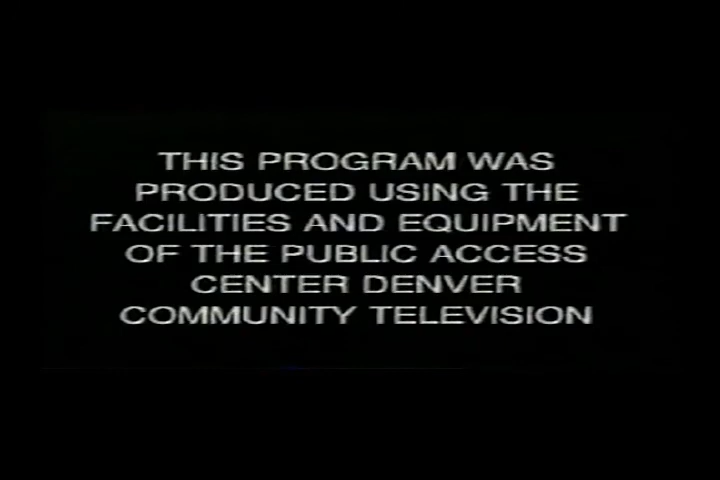 THIS PROGRAM WAS
PRODUCED USING THE
FACILITIES AND EQUIPMENT
OF THE PUBLIC ACCESS
CENTER DENVER
COMMUNITY TELEVISION